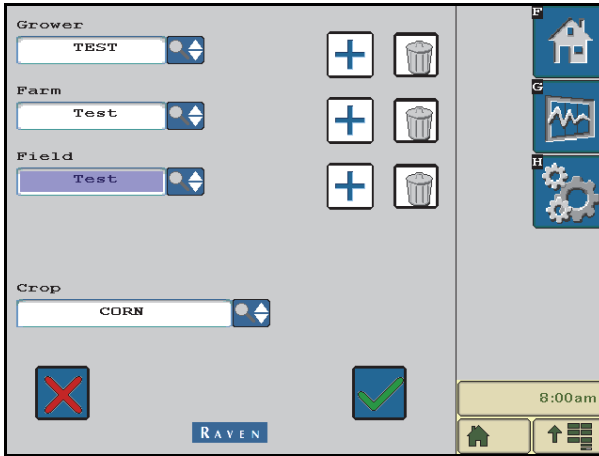 Grower
TEST
Farm
Test
Field
Test
Crop
CORN
RAVEN
F
G
H
8:00am